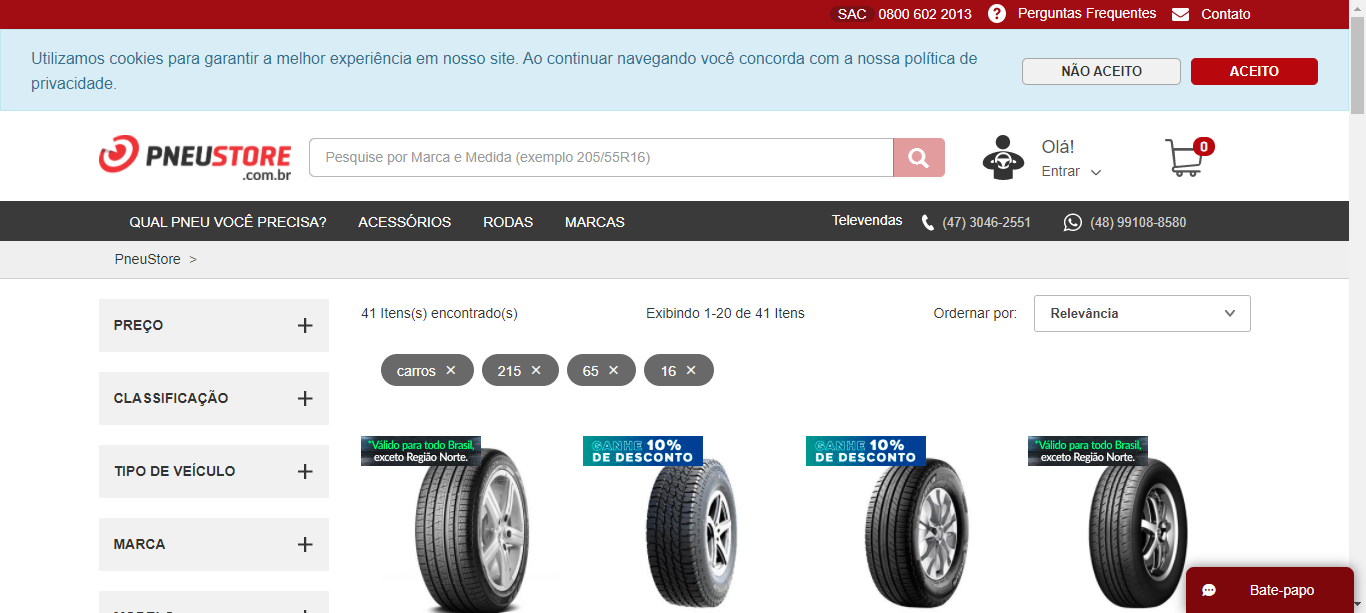 SAC 0800 602 2013 ? Perguntas Frequentes Contato
Utilizamos cookies para garantir a melhor experiência em nosso site. Ao continuar navegando você concorda com a nossa política de
privacidade.
NÃO ACEITO ACEITO
PNEUSTORE
.com.br
Pesquise por Marca e Medida (exemplo 205/55R16)
Olá!
Entrar
0
QUAL PNEU VOCÊ PRECISA? ACESSÓRIOS RODAS MARCAS Televendas (47) 3046-2551 (48) 99108-8580
PneuStore >
PREÇO
CLASSIFICAÇÃO
TIPO DE VEÍCULO
MARCA
41 Itens(s) encontrado(s) Exibindo 1-20 de 41 Itens Ordernar por: Relevância
carros × 215 × 65 × 16 ×
*Válido para todo Brasil,
exceto Região Norte.
GANHE 10%
DE DESCONTO
GANHE 10%
DE DESCONTO
*Válido para todo Brasil,
exceto Região Norte.
Bate-papo